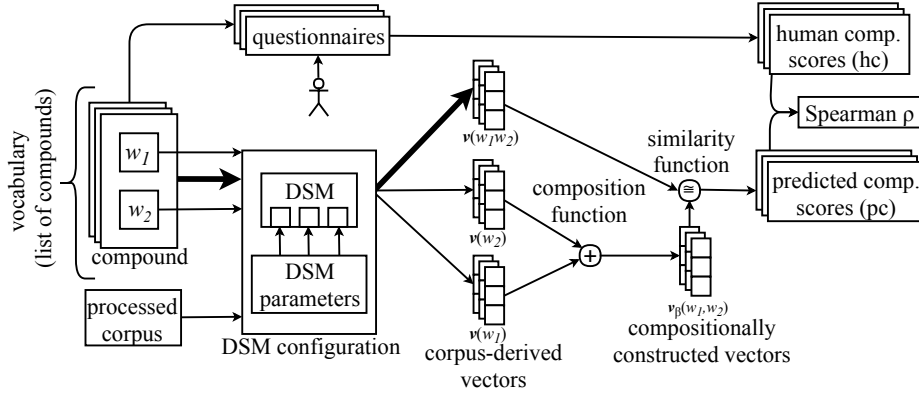 questionnaires
human comp.
scores (hc)
Spearman ρ
vocabulary
(list of compounds)
w1
w2
compound
processed
corpus
DSM
DSM
parameters
DSM configuration
v(w1w2)
v(w2)
v(w1)
corpus-derived
vectors
composition
function
+
similarity
function
≅
vβ(w1,w2)
compositionally
constructed vectors
predicted comp.
scores (pc)